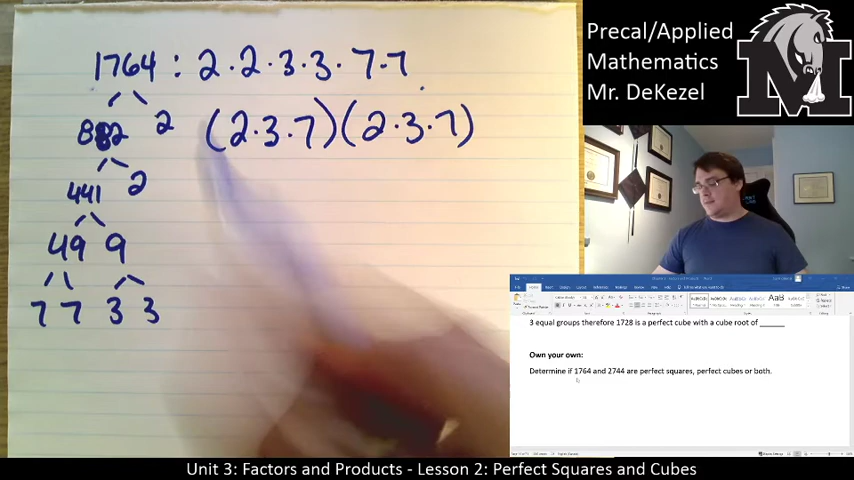 1764 : 2·2·3·3·7·7
882 2 (2·3·7)(2·3·7)
441 2
49 9
7 7 3 3
Precal/Applied
Mathematics
Mr. DeKezel
M
3 equal groups therefore 1728 is a perfect cube with a cube root of ______
Own your own:
Determine if 1764 and 2744 are perfect squares, perfect cubes or both.
Unit 3: Factors and Products - Lesson 2: Perfect Squares and Cubes